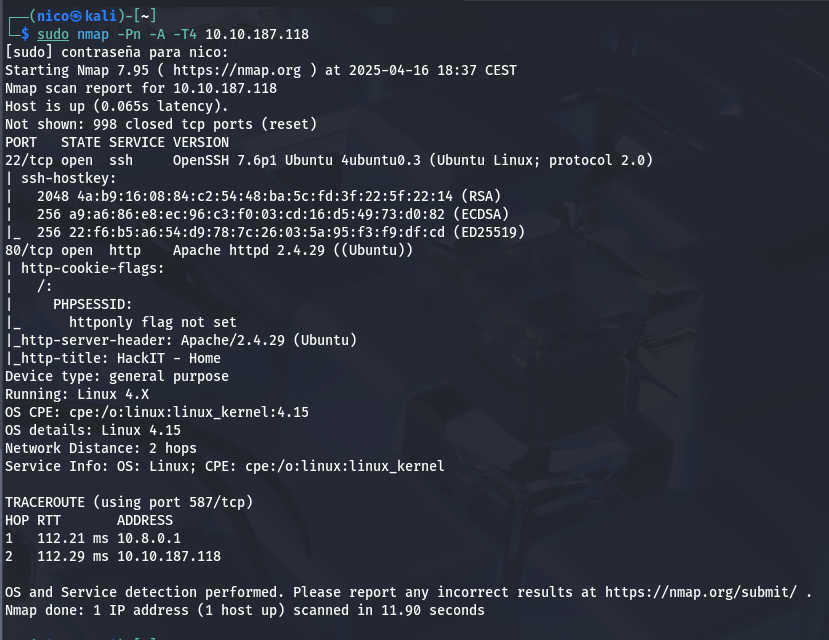 ┌──(nico㉿kali)-[~]
└─$ sudo nmap -Pn -A -T4 10.10.187.118
[sudo] contraseña para nico:
Starting Nmap 7.95 ( https://nmap.org ) at 2025-04-16 18:37 CEST
Nmap scan report for 10.10.187.118
Host is up (0.065s latency).
Not shown: 998 closed tcp ports (reset)
PORT   STATE SERVICE VERSION
22/tcp open  ssh     OpenSSH 7.6p1 Ubuntu 4ubuntu0.3 (Ubuntu Linux; protocol 2.0)
| ssh-hostkey:
|   2048 4a:b9:16:08:84:c2:54:48:ba:5c:fd:3f:22:5f:22:14 (RSA)
|   256 a9:a6:86:e8:ec:96:c3:f0:03:cd:16:d5:49:73:d0:82 (ECDSA)
|_  256 22:f6:b5:a6:54:d9:78:7c:26:03:5a:95:f3:f9:df:cd (ED25519)
80/tcp open  http    Apache httpd 2.4.29 ((Ubuntu))
| http-cookie-flags:
|   /:
|     PHPSESSID:
|_      httponly flag not set
|_http-server-header: Apache/2.4.29 (Ubuntu)
|_http-title: HackIT - Home
Device type: general purpose
Running: Linux 4.X
OS CPE: cpe:/o:linux:linux_kernel:4.15
OS details: Linux 4.15
Network Distance: 2 hops
Service Info: OS: Linux; CPE: cpe:/o:linux:linux_kernel

TRACEROUTE (using port 587/tcp)
HOP RTT       ADDRESS
1   112.21 ms 10.8.0.1
2   112.29 ms 10.10.187.118

OS and Service detection performed. Please report any incorrect results at https://nmap.org/submit/ .
Nmap done: 1 IP address (1 host up) scanned in 11.90 seconds